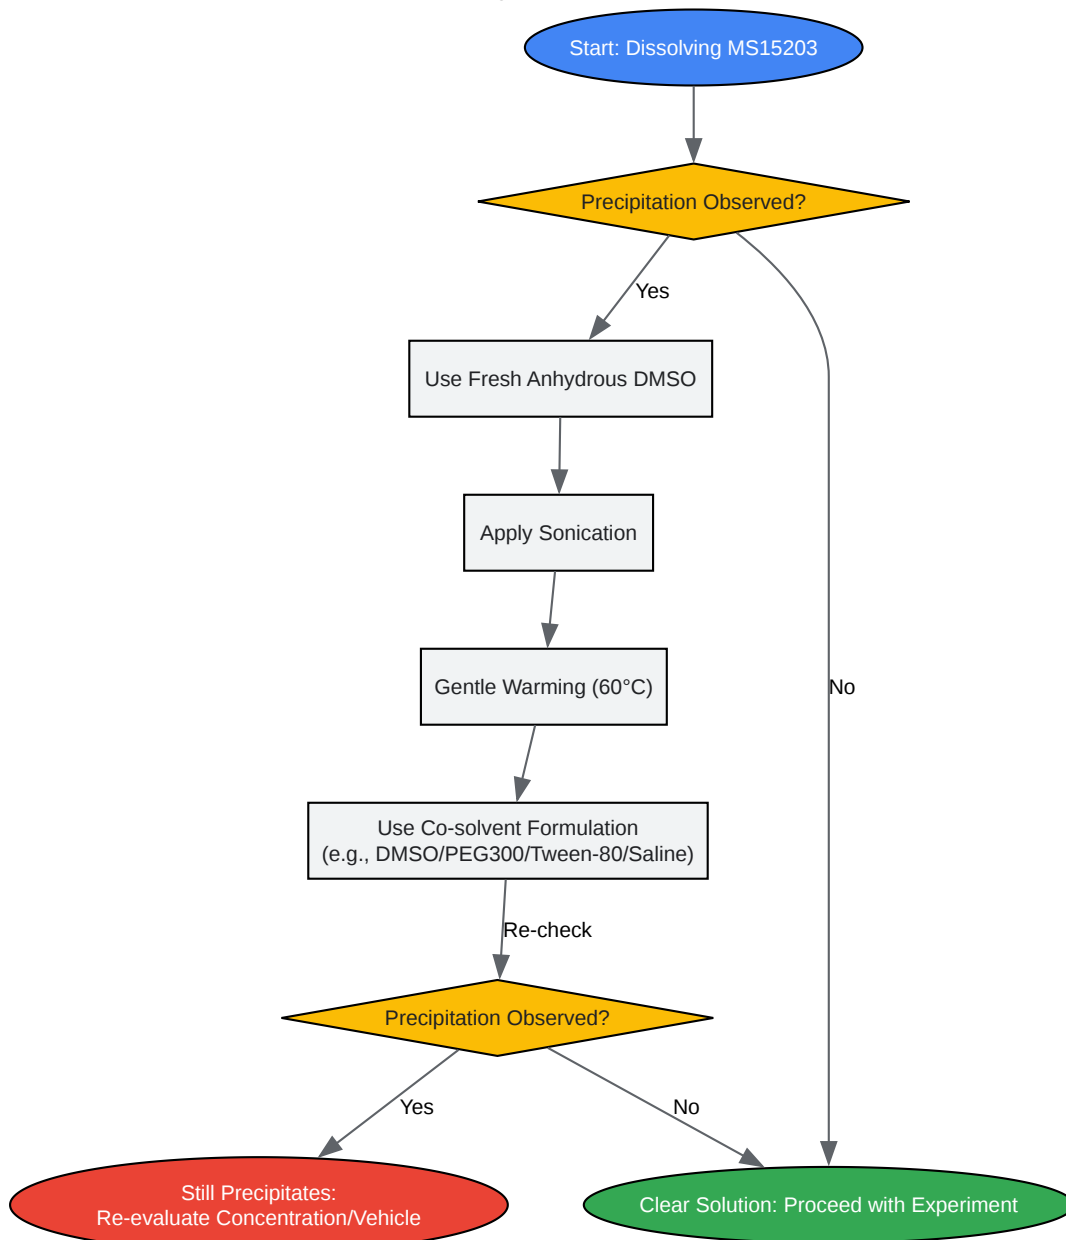 Start: Dissolving MS15203
Precipitation Observed?
Yes
Use Fresh Anhydrous DMSO
Apply Sonication
Gentle Warming (60°C)
No
Use Co-solvent Formulation
(e.g., DMSO/PEG300/Tween-80/Saline)
Re-check
Precipitation Observed?
Yes
No
Still Precipitates:
Re-evaluate Concentration/Vehicle
Clear Solution: Proceed with Experiment